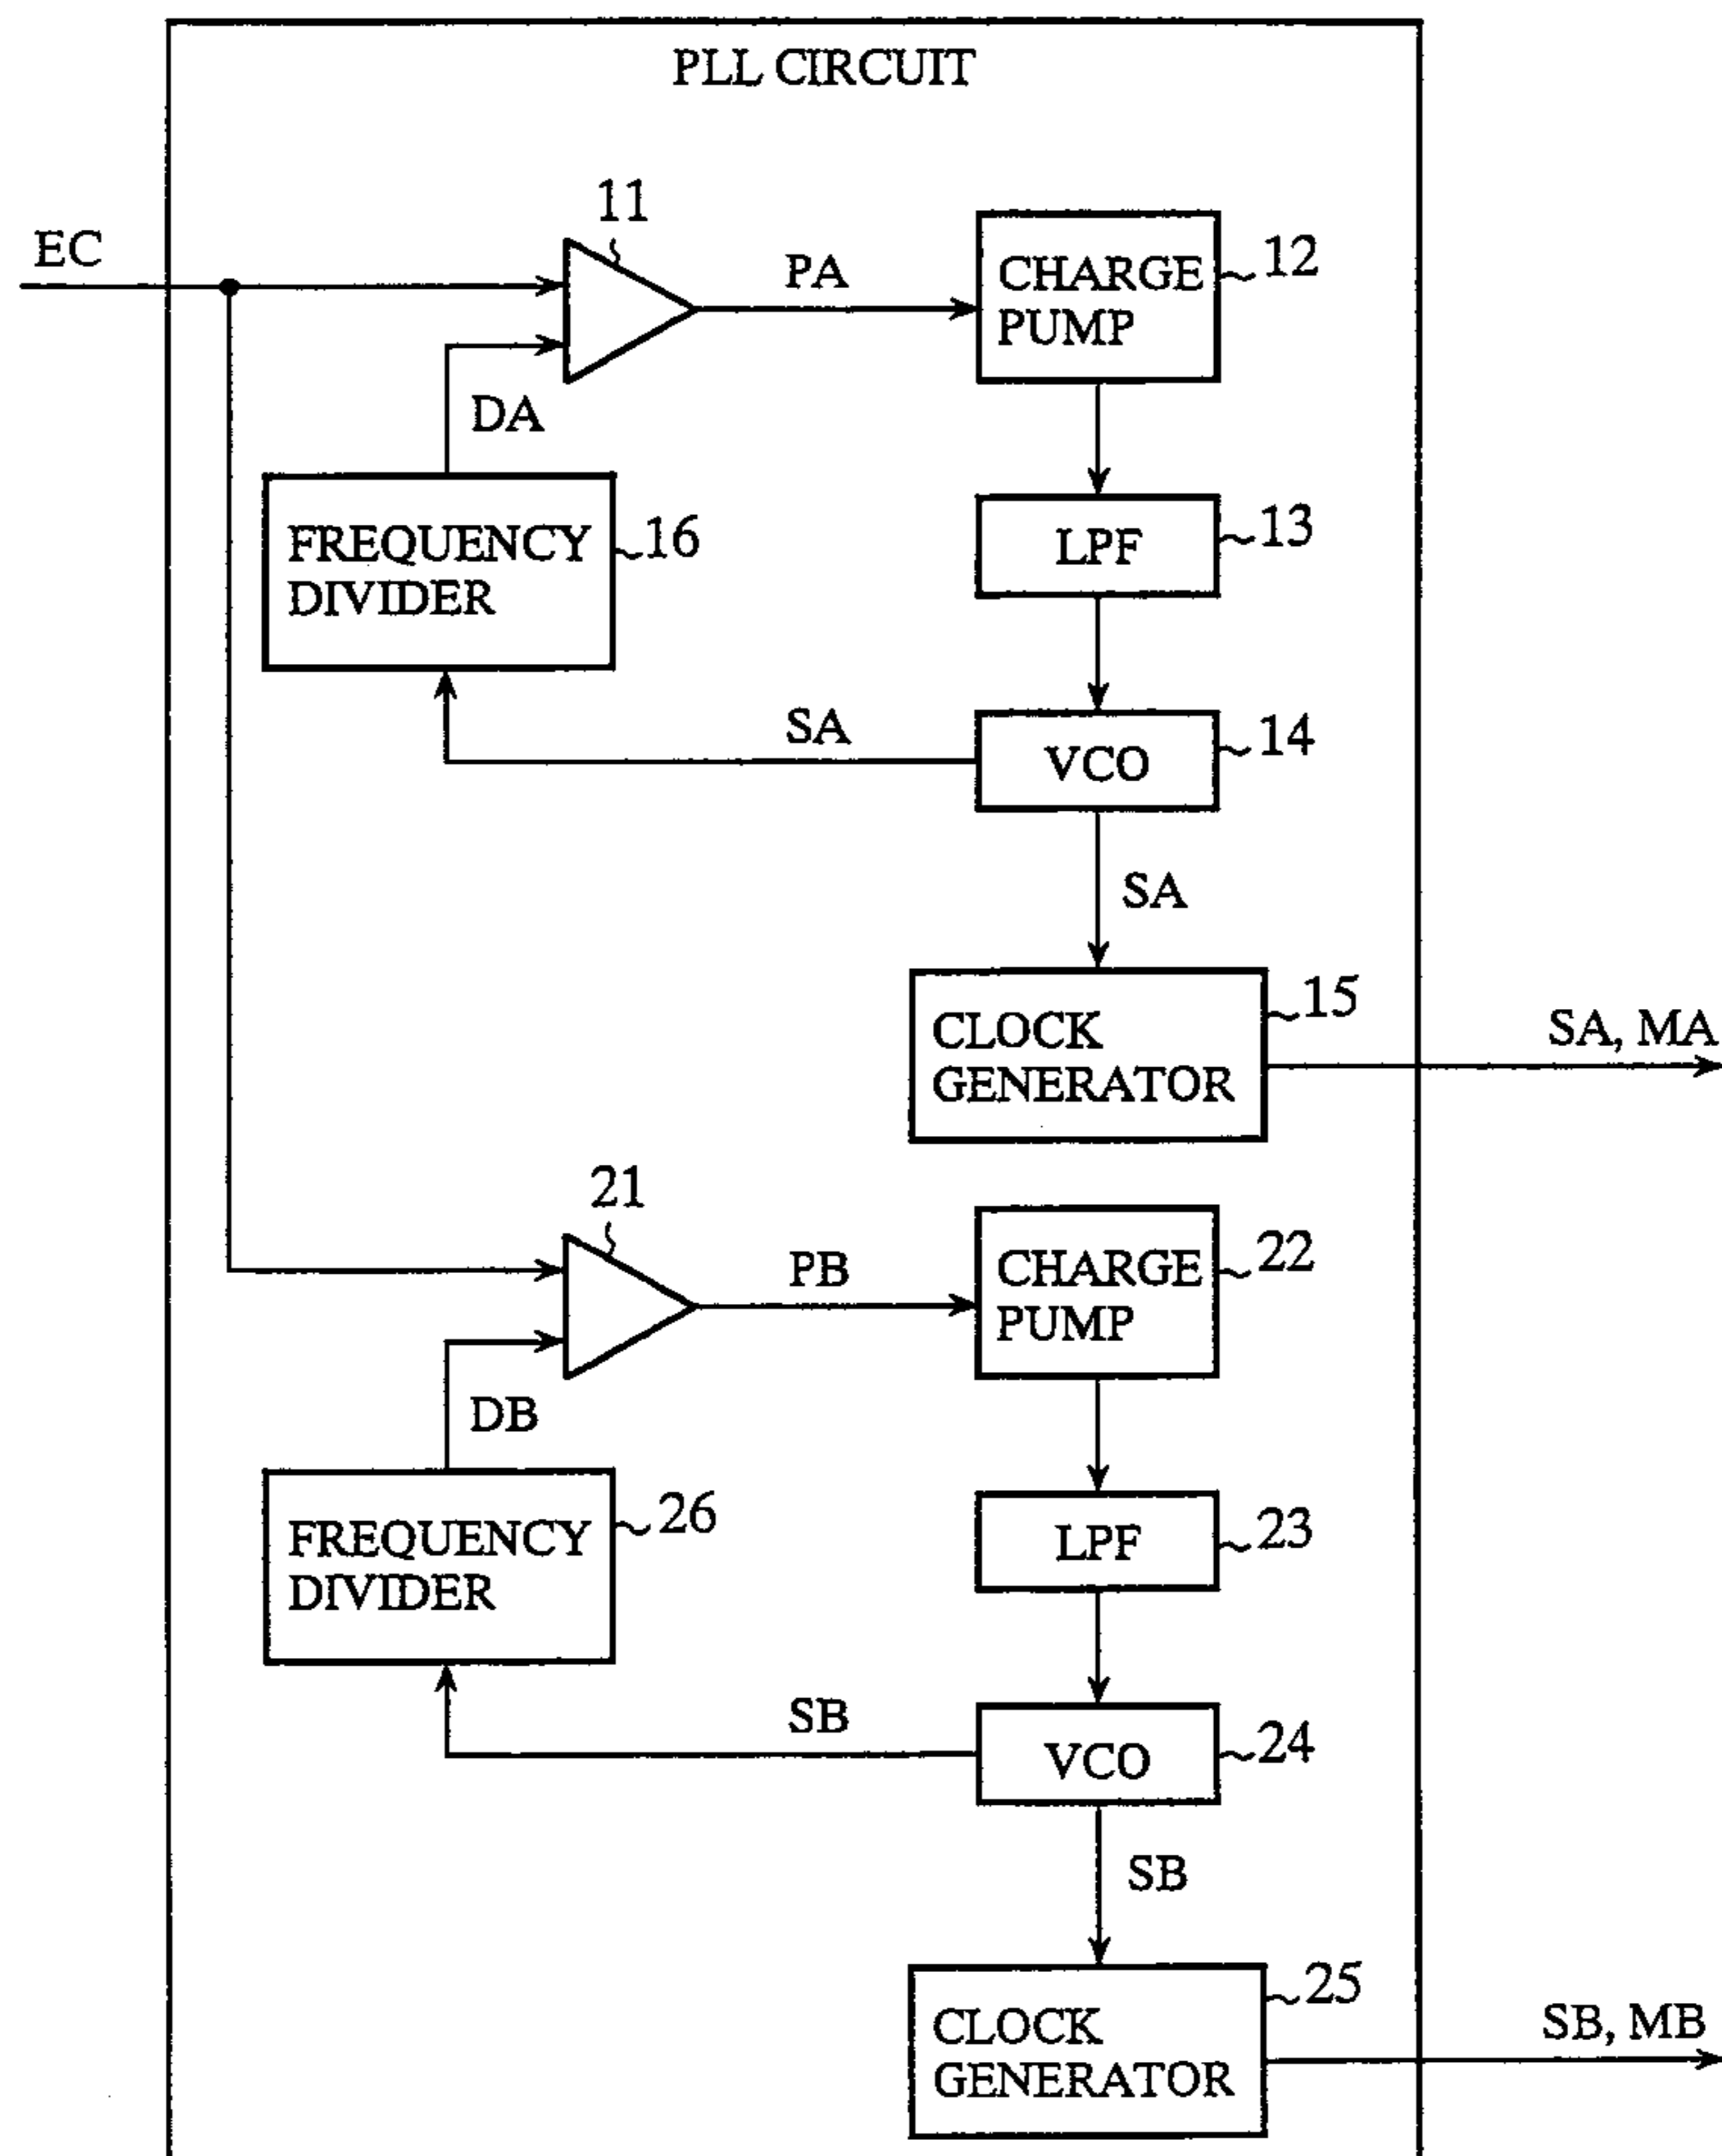 PLL CIRCUIT
EC
11
PA
CHARGE
PUMP
12
DA
FREQUENCY
DIVIDER
16
LPF
13
SA
VCO
14
SA
CLOCK
GENERATOR
15
SA, MA
21
PB
CHARGE
PUMP
22
DB
FREQUENCY
DIVIDER
26
LPF
23
SB
VCO
24
SB
CLOCK
GENERATOR
25
SB, MB